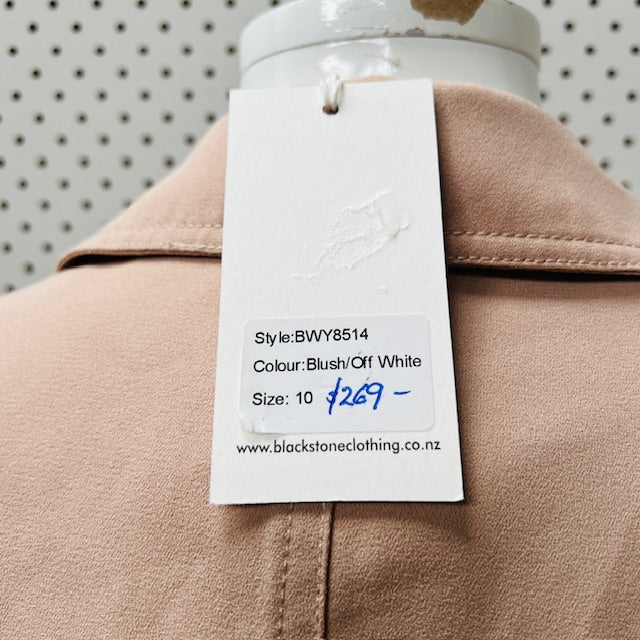 Style:BWY8514
Colour:Blush/Off White
Size: 10 $269-
www.blackstoneclothing.co.nz